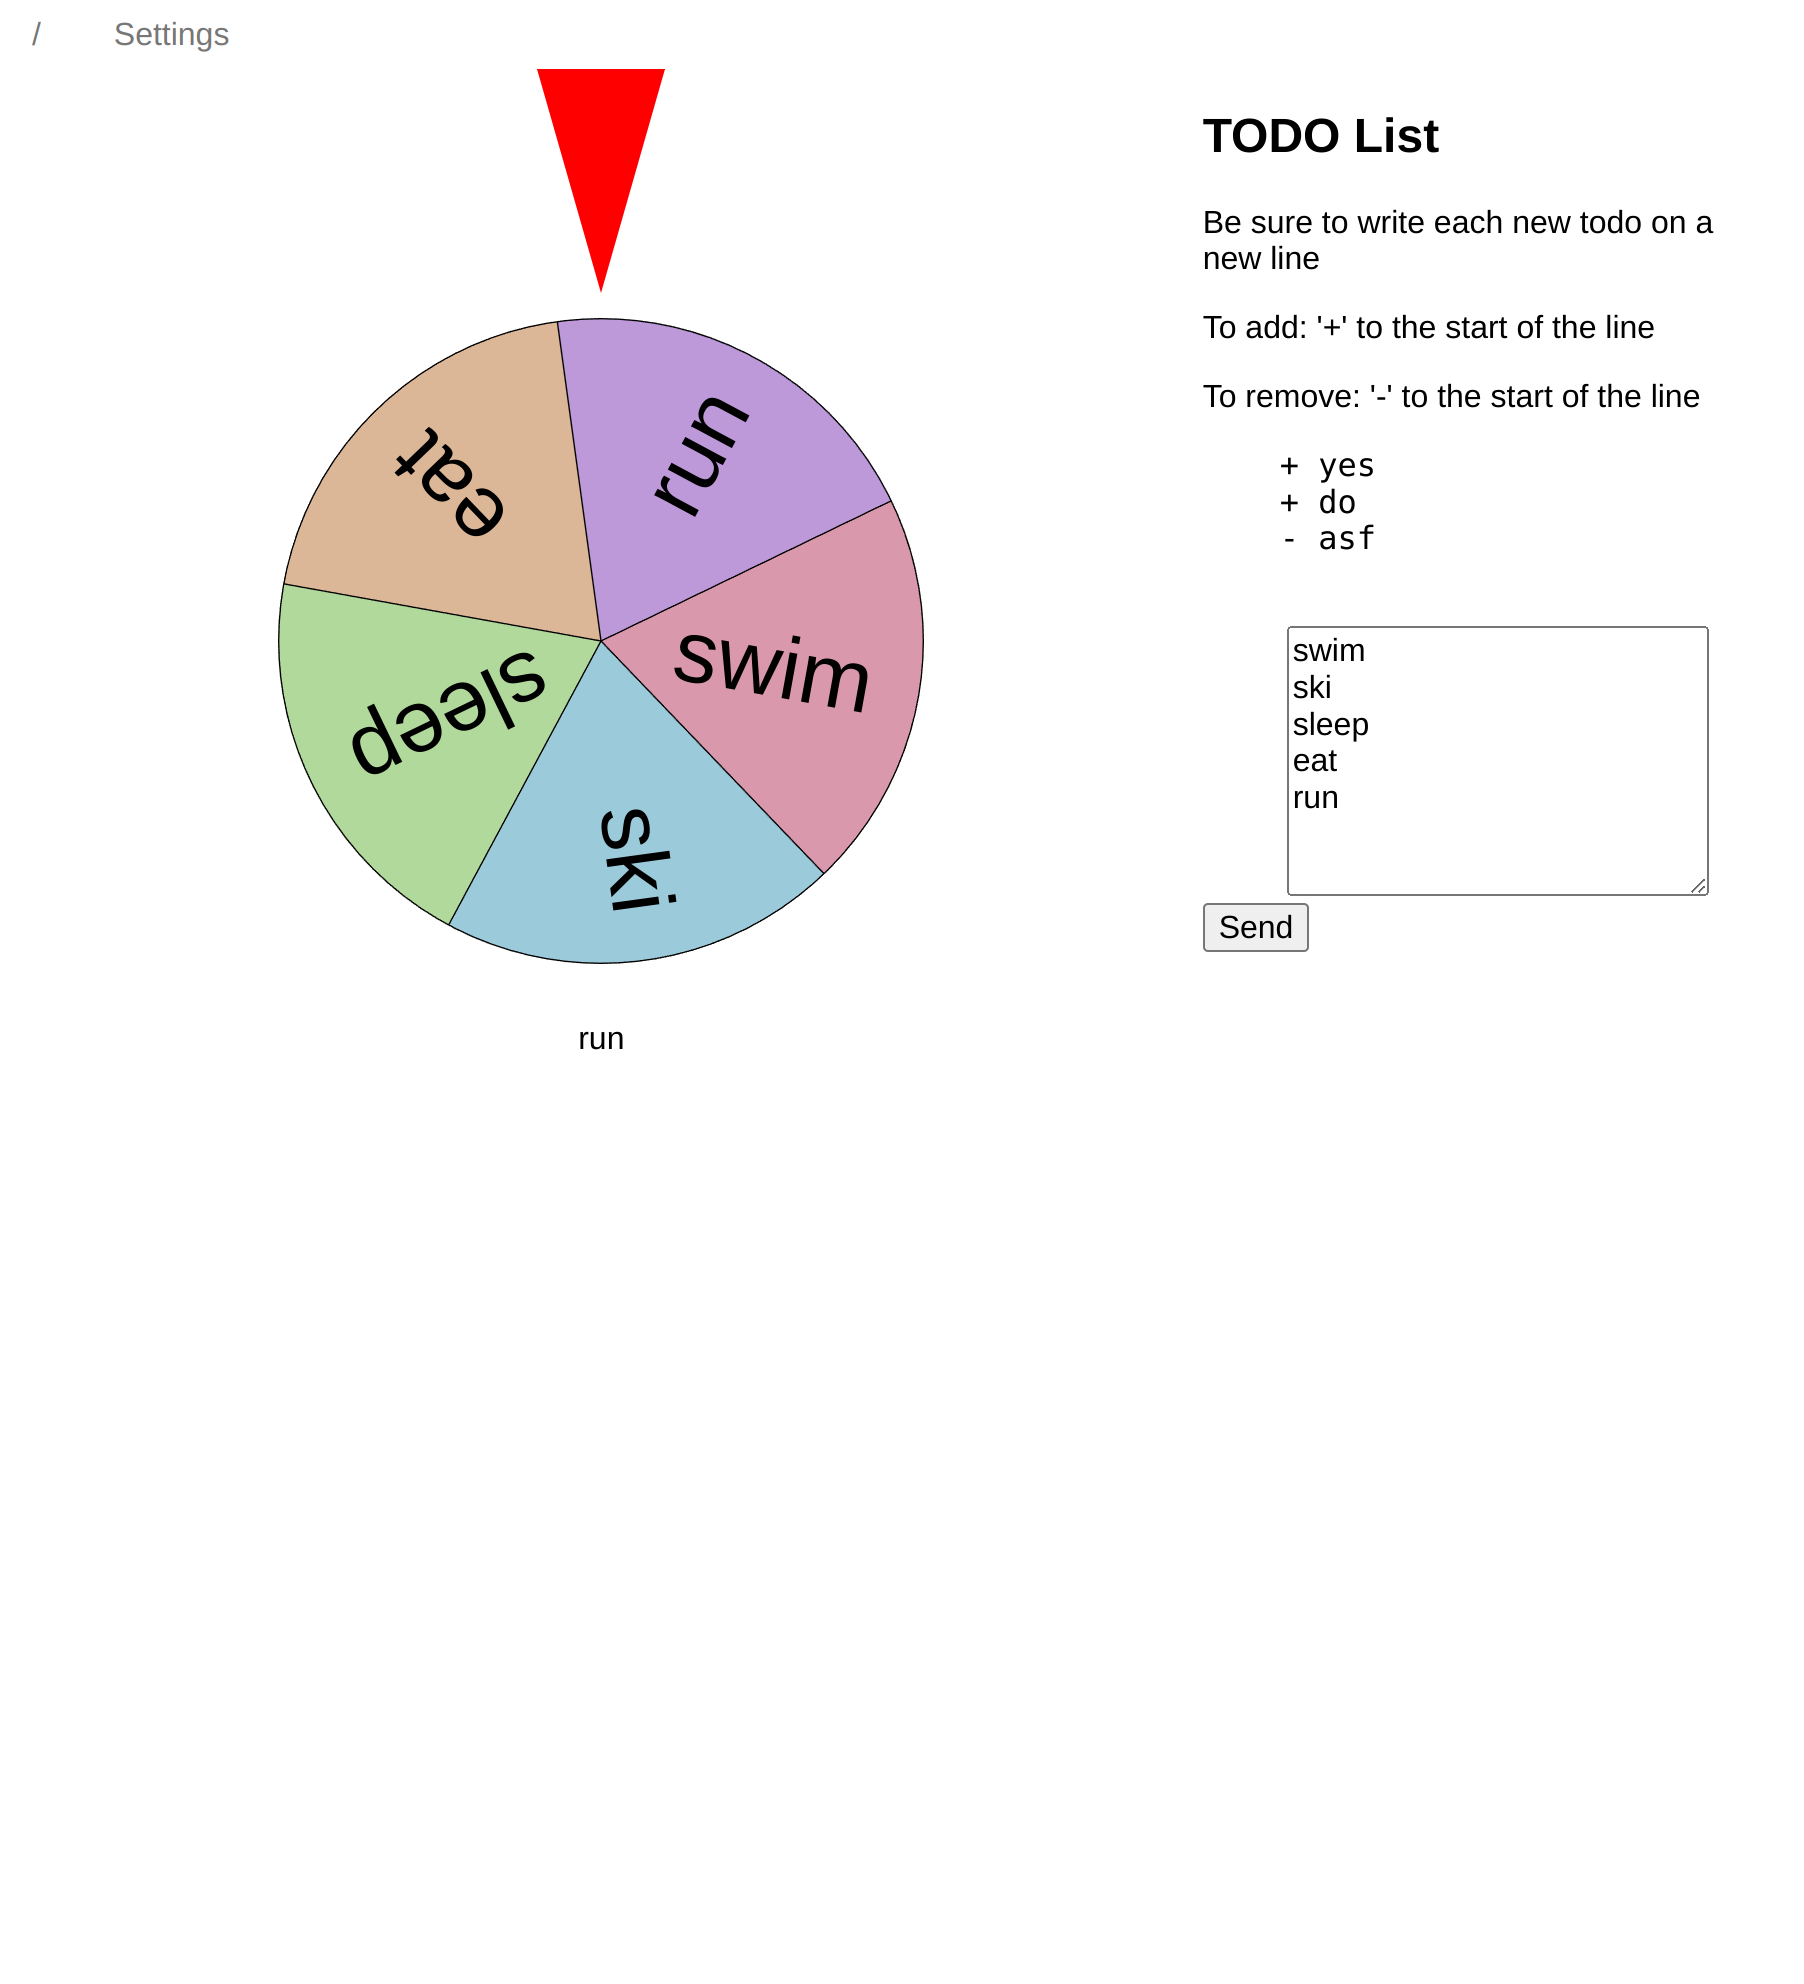 / Settings
TODO List
Be sure to write each new todo on a
new line
To add: '+' to the start of the line
To remove: '-' to the start of the line
+ yes
+ do
- asf
run
eat
swim
sleep
ski
swim
ski
sleep
eat
run
Send
run